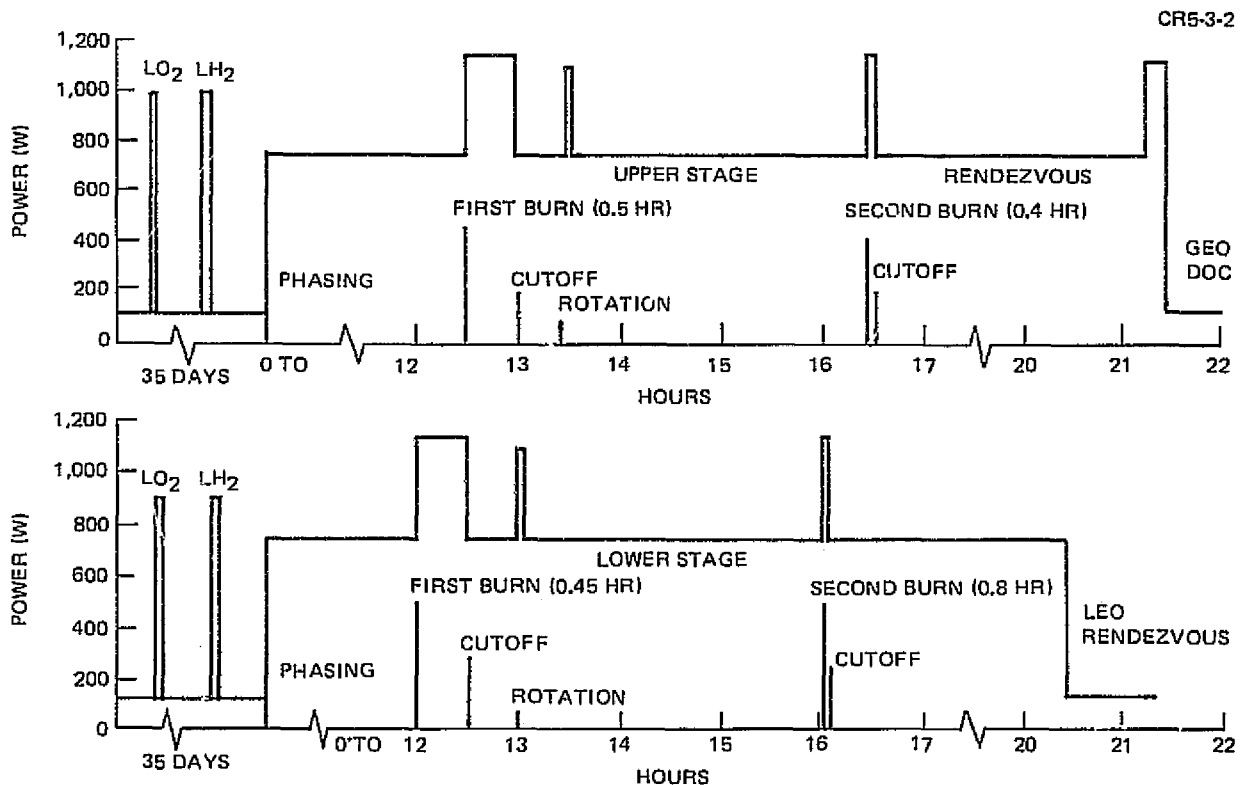 CR5-3-2
1,200
1,000
800
600
400
200
0
POWER (W)
LO2
LH2
UPPER STAGE
RENDEZVOUS
FIRST BURN (0.5 HR)
SECOND BURN (0.4 HR)
PHASING
CUTOFF
ROTATION
CUTOFF
GEO
DOC
35 DAYS
0 TO
12
13
14
15
16
17
20
21
22
HOURS
1,200
1,000
800
600
400
200
0
POWER (W)
LO2
LH2
LOWER STAGE
FIRST BURN (0.45 HR)
SECOND BURN (0.8 HR)
PHASING
CUTOFF
ROTATION
CUTOFF
LEO
RENDEZVOUS
35 DAYS
0 TO
12
13
14
15
16
17
20
21
22
HOURS